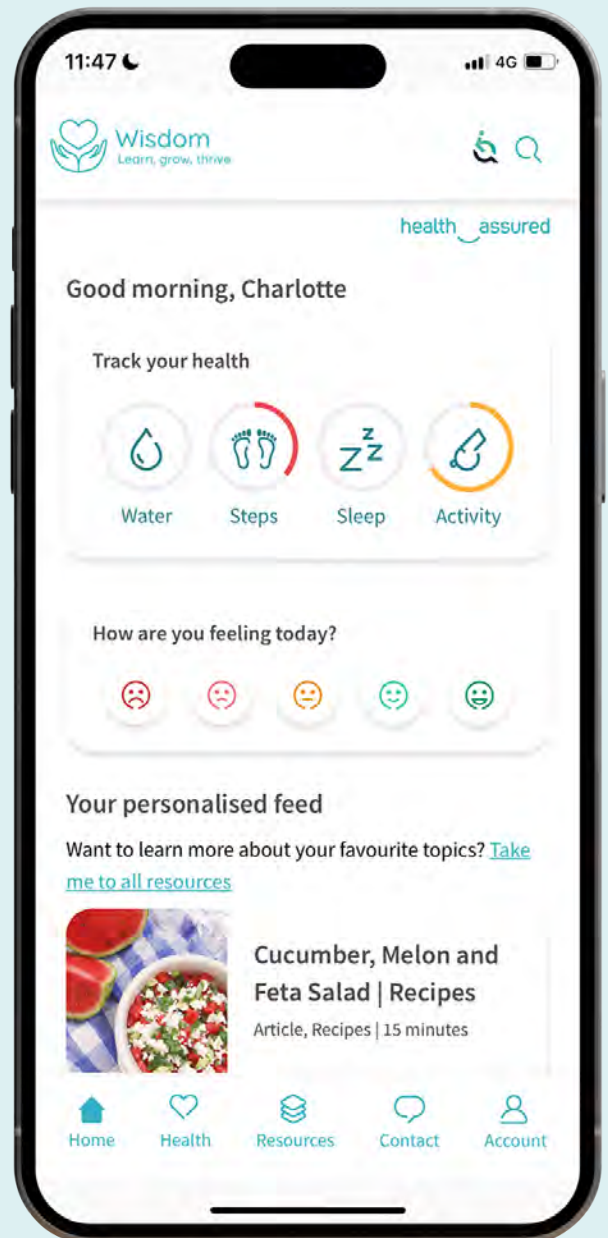 11:47
4G
Wisdom
Learn, grow, thrive
health assured
Good morning, Charlotte
Track your health
z
z
z
Water Steps Sleep Activity
How are you feeling today?
Your personalised feed
Want to learn more about your favourite topics? Take
me to all resources
Cucumber, Melon and
Feta Salad | Recipes
Article, Recipes | 15 minutes
Home Health Resources Contact Account